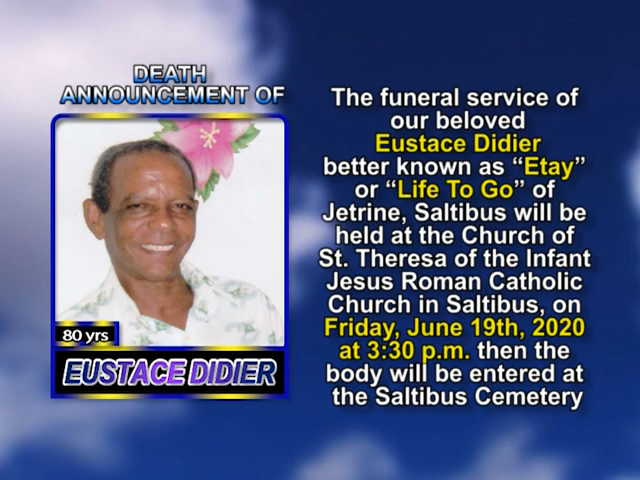 DEATH
ANNOUNCEMENT OF
80 yrs
EUSTACE DIDIER
The funeral service of
our beloved
Eustace Didier
better known as “Etay”
or “Life To Go” of
Jetrine, Saltibus will be
held at the Church of
St. Theresa of the Infant
Jesus Roman Catholic
Church in Saltibus, on
Friday, June 19th, 2020
at 3:30 p.m. then the
body will be entered at
the Saltibus Cemetery